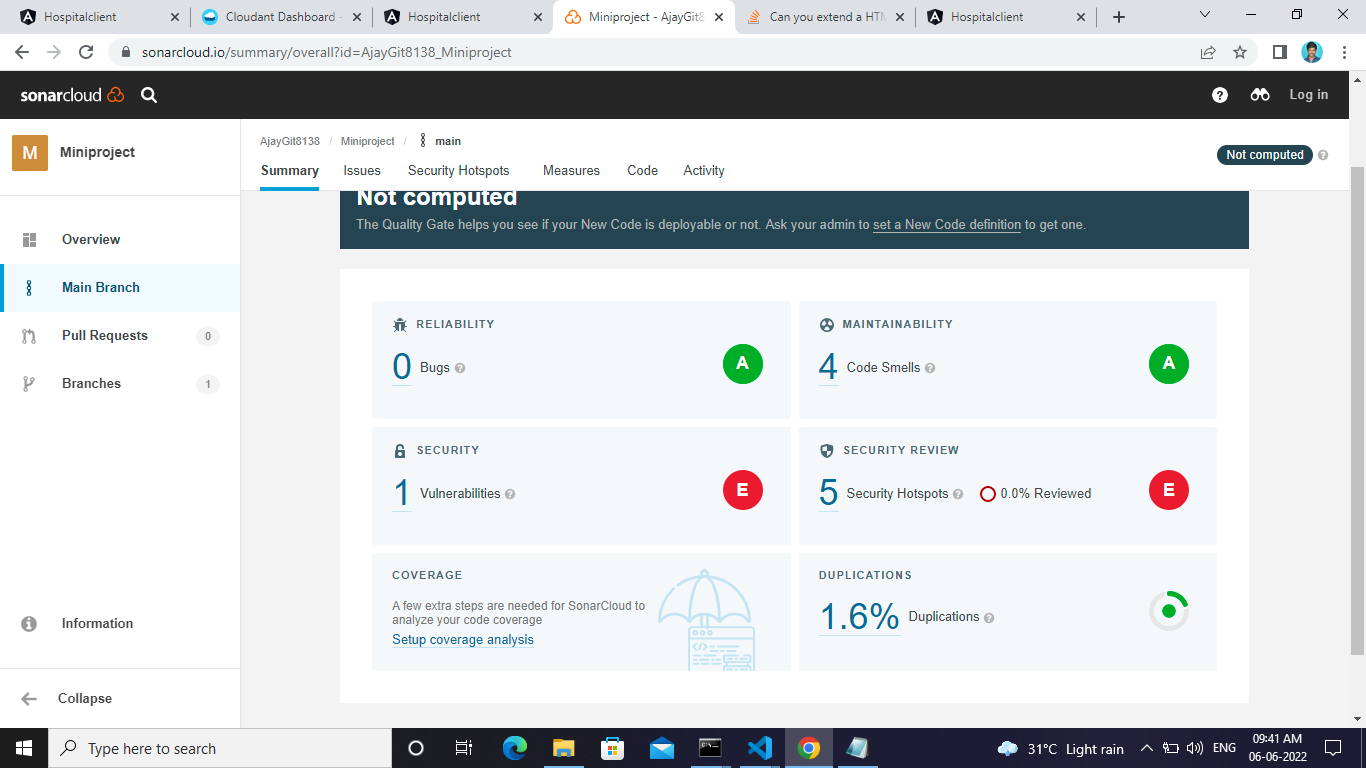 Hospitalclient
Cloudant Dashboard -
Hospitalclient
Miniproject - AjayGit8
Can you extend a HTM
Hospitalclient
sonarcloud.io/summary/overall?id=AjayGit8138_Miniproject
sonarcloud
Log in
M
Miniproject
AjayGit8138 / Miniproject / main
Not computed
Summary Issues Security Hotspots Measures Code Activity
Overview
Main Branch
Pull Requests 0
Branches 1
Information
Collapse
Not computed
The Quality Gate helps you see if your New Code is deployable or not. Ask your admin to set a New Code definition to get one.
RELIABILITY
0 Bugs A
MAINTAINABILITY
4 Code Smells A
SECURITY
1 Vulnerabilities E
SECURITY REVIEW
5 Security Hotspots 0.0% Reviewed E
COVERAGE
A few extra steps are needed for SonarCloud to
analyze your code coverage
Setup coverage analysis
DUPLICATIONS
1.6% Duplications
Type here to search
31°C Light rain
ENG
09:41 AM
06-06-2022